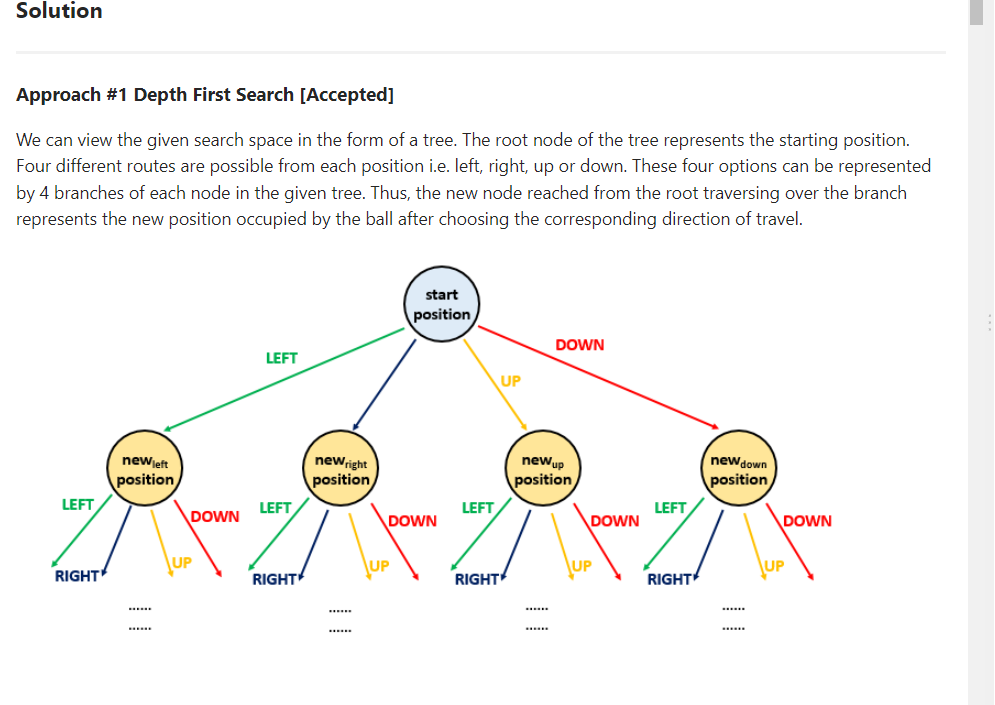 Solution
Approach #1 Depth First Search [Accepted]
We can view the given search space in the form of a tree. The root node of the tree represents the starting position.
Four different routes are possible from each position i.e. left, right, up or down. These four options can be represented
by 4 branches of each node in the given tree. Thus, the new node reached from the root traversing over the branch
represents the new position occupied by the ball after choosing the corresponding direction of travel.
start
position
LEFT
DOWN
UP
newleft
position
newright
position
newup
position
newdown
position
LEFT
DOWN
UP
RIGHT
......
......
LEFT
DOWN
UP
RIGHT
......
......
LEFT
DOWN
UP
RIGHT
......
......
LEFT
DOWN
UP
RIGHT
......
......